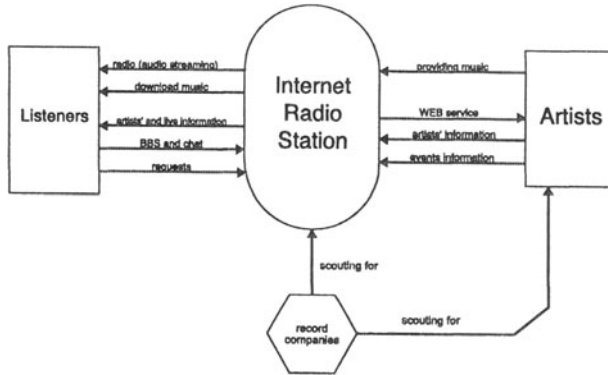 Listeners
radio (audio streaming)
download music
artists' and live information
BBS and chat
requests
Internet
Radio
Station
providing music
WEB service
artists' information
events information
Artists
scouting for
record
companies
scouting for